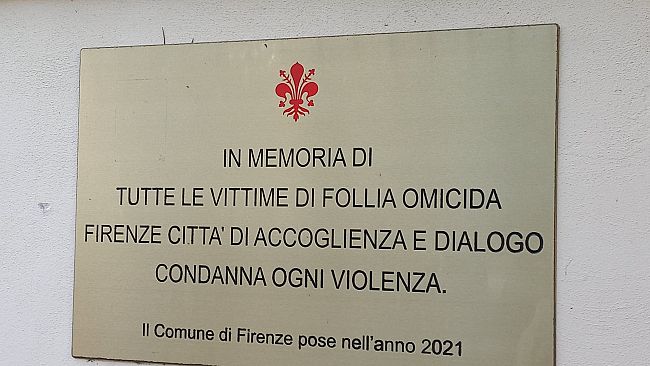 IN MEMORIA DI
TUTTE LE VITTIME DI FOLLIA OMICIDA
FIRENZE CITTA' DI ACCOGLIENZA E DIALOGO
CONDANNA OGNI VIOLENZA.
Il Comune di Firenze pose nell'anno 2021